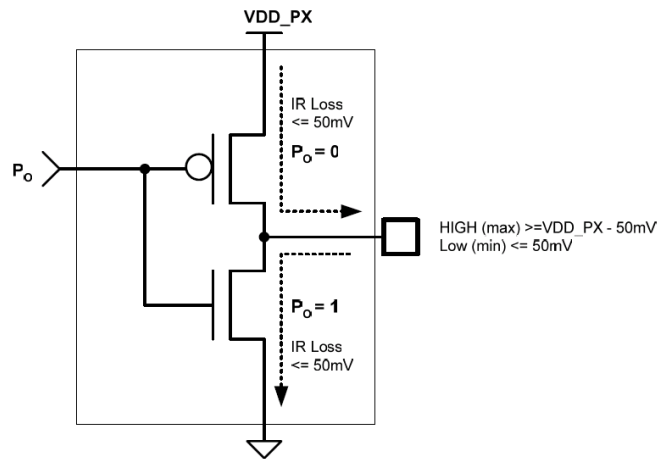 VDD_PX
IR Loss
<= 50mV
Po = 0
Po
HIGH (max) >=VDD_PX - 50mV
Low (min) <= 50mV
Po = 1
IR Loss
<= 50mV